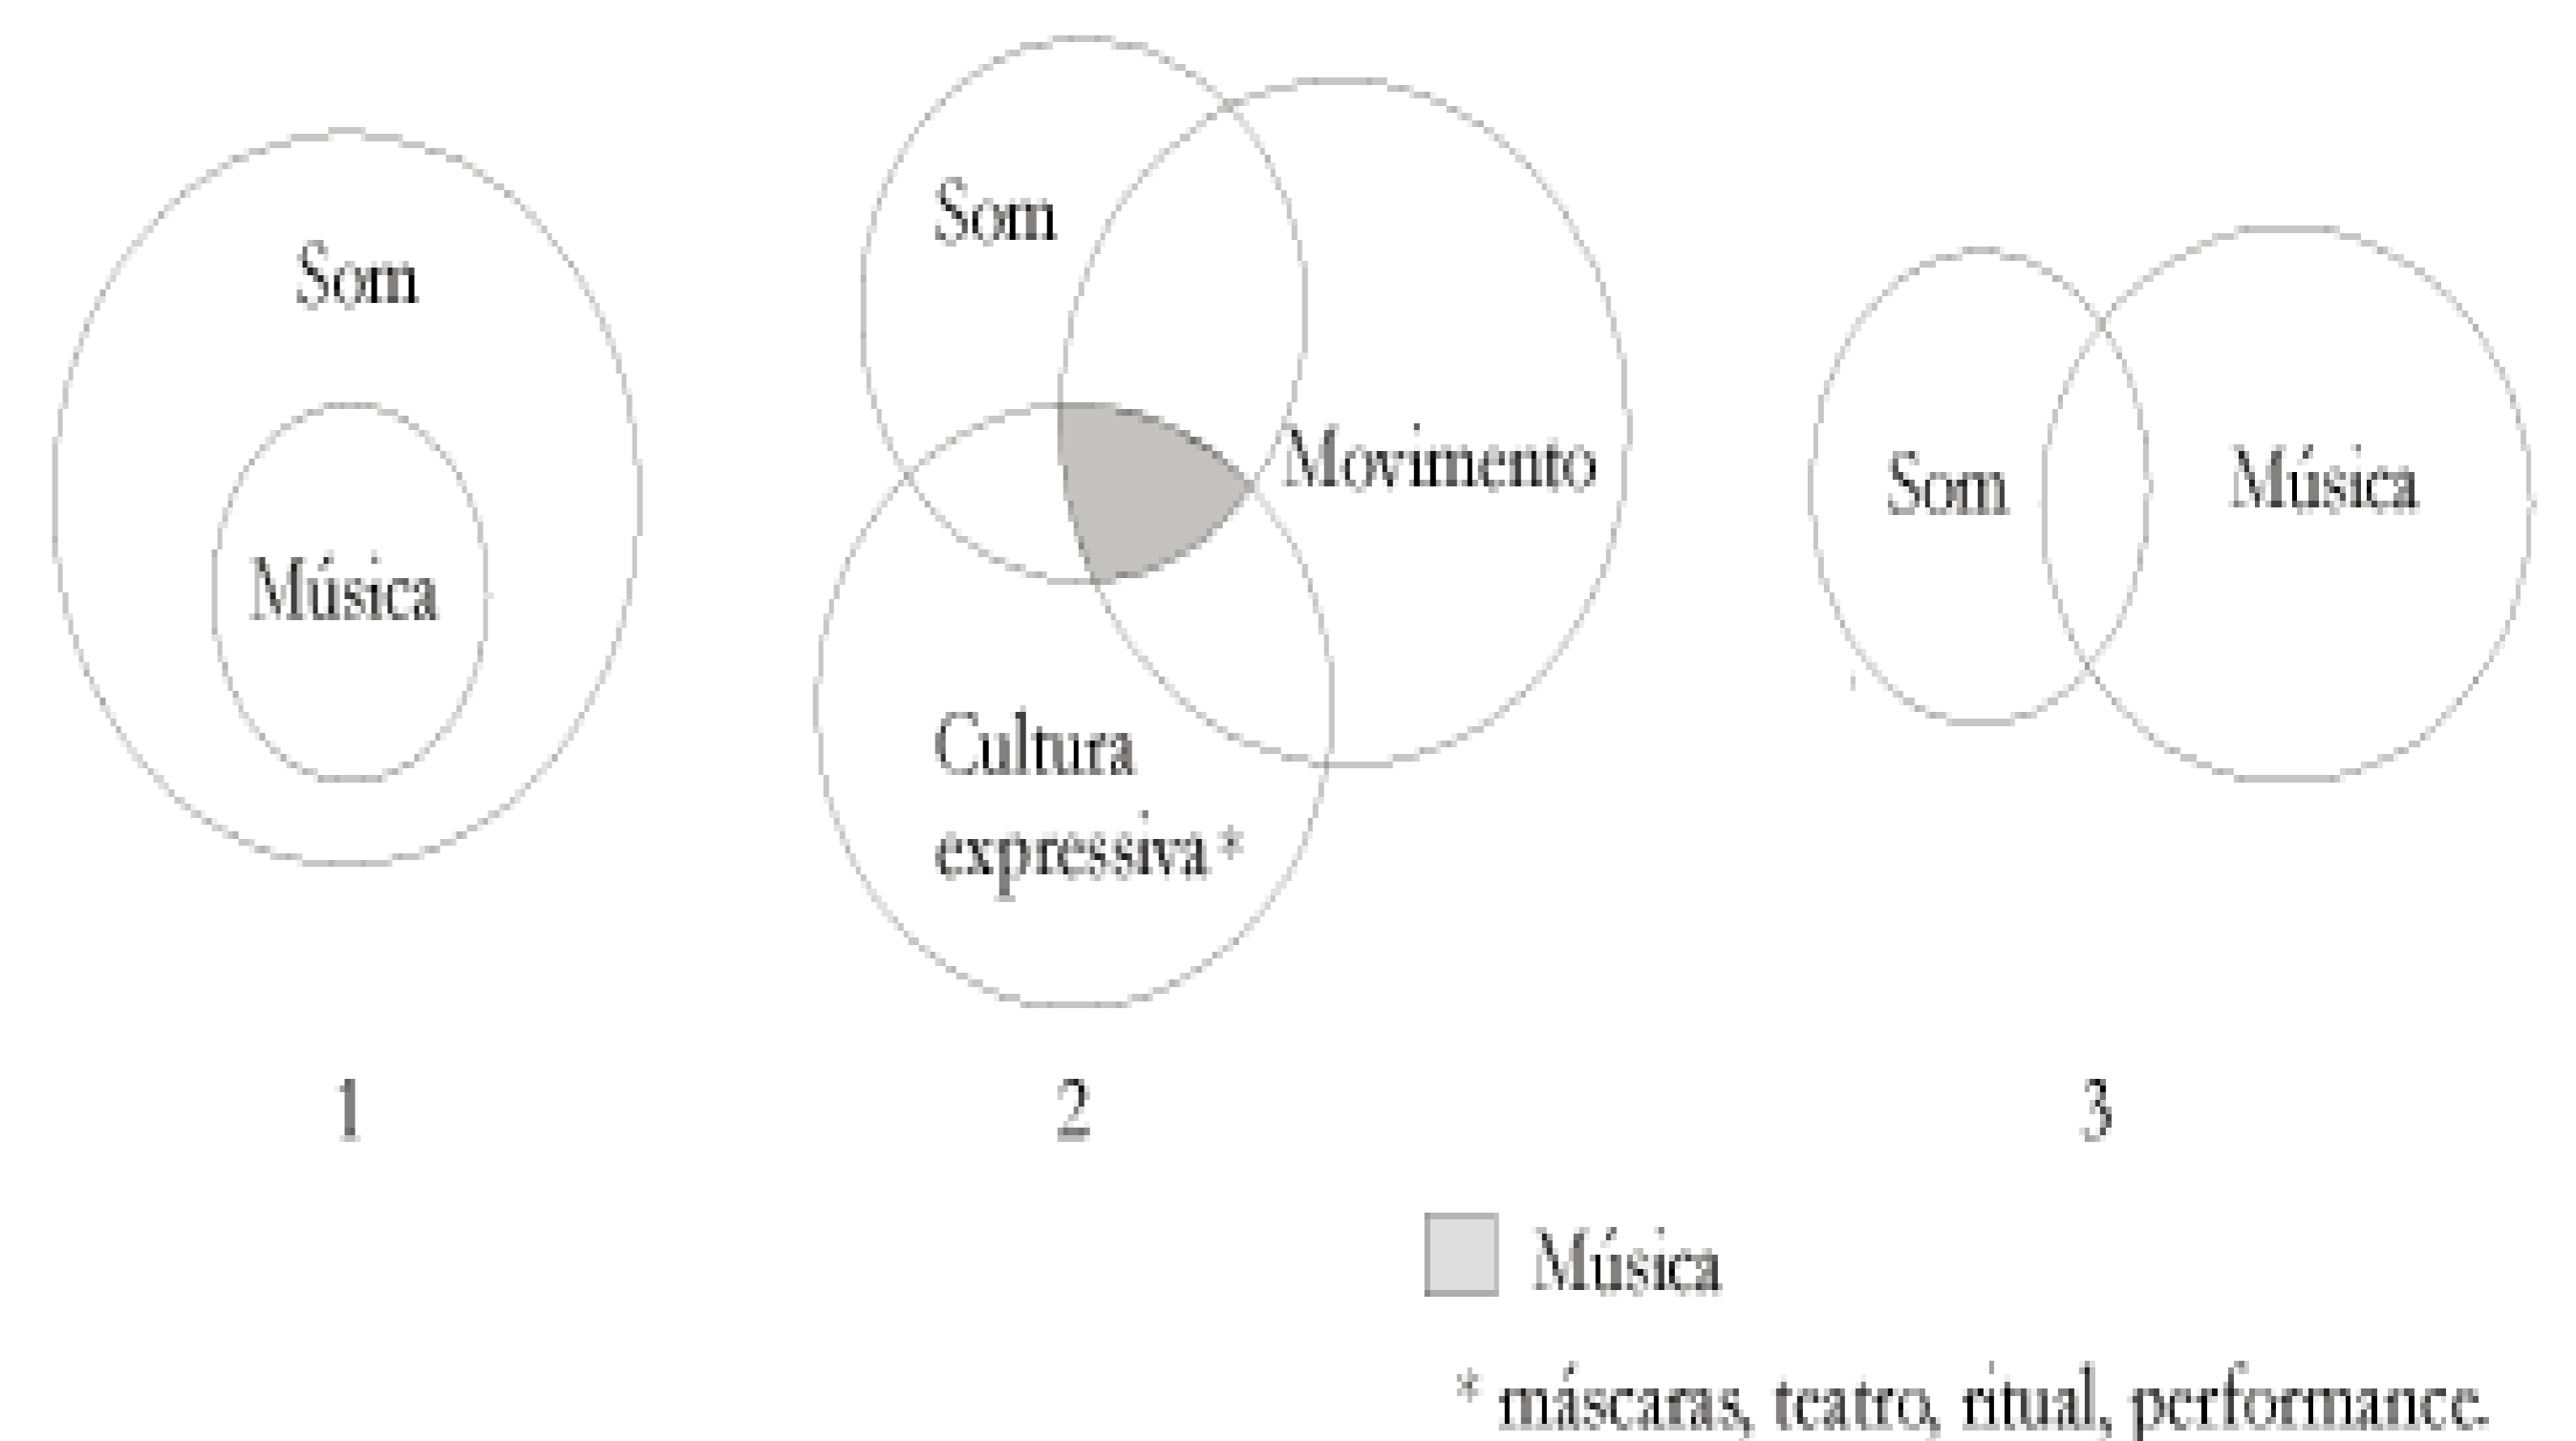 Som
Música
1
Som
Movimento
Cultura
expressiva*
2
Som
Música
3
Música
* máscaras, teatro, ritual, performance.